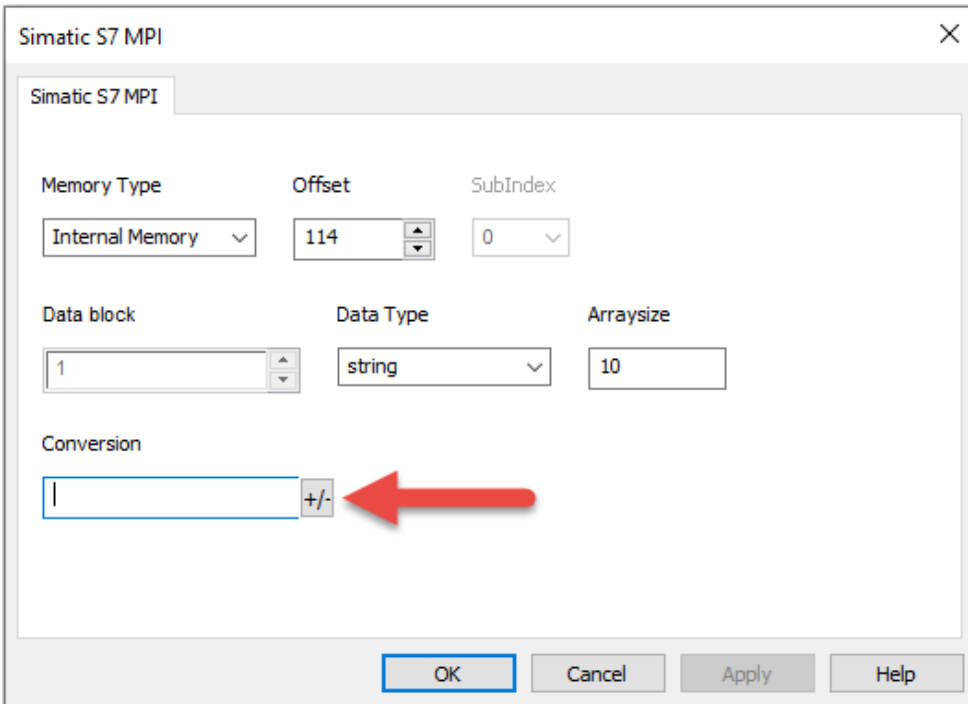 Simatic S7 MPI
Simatic S7 MPI
Memory Type Offset SubIndex
Internal Memory 114 0
Data block Data Type Arraysize
1 string 10
Conversion
+/-
OK Cancel Apply Help